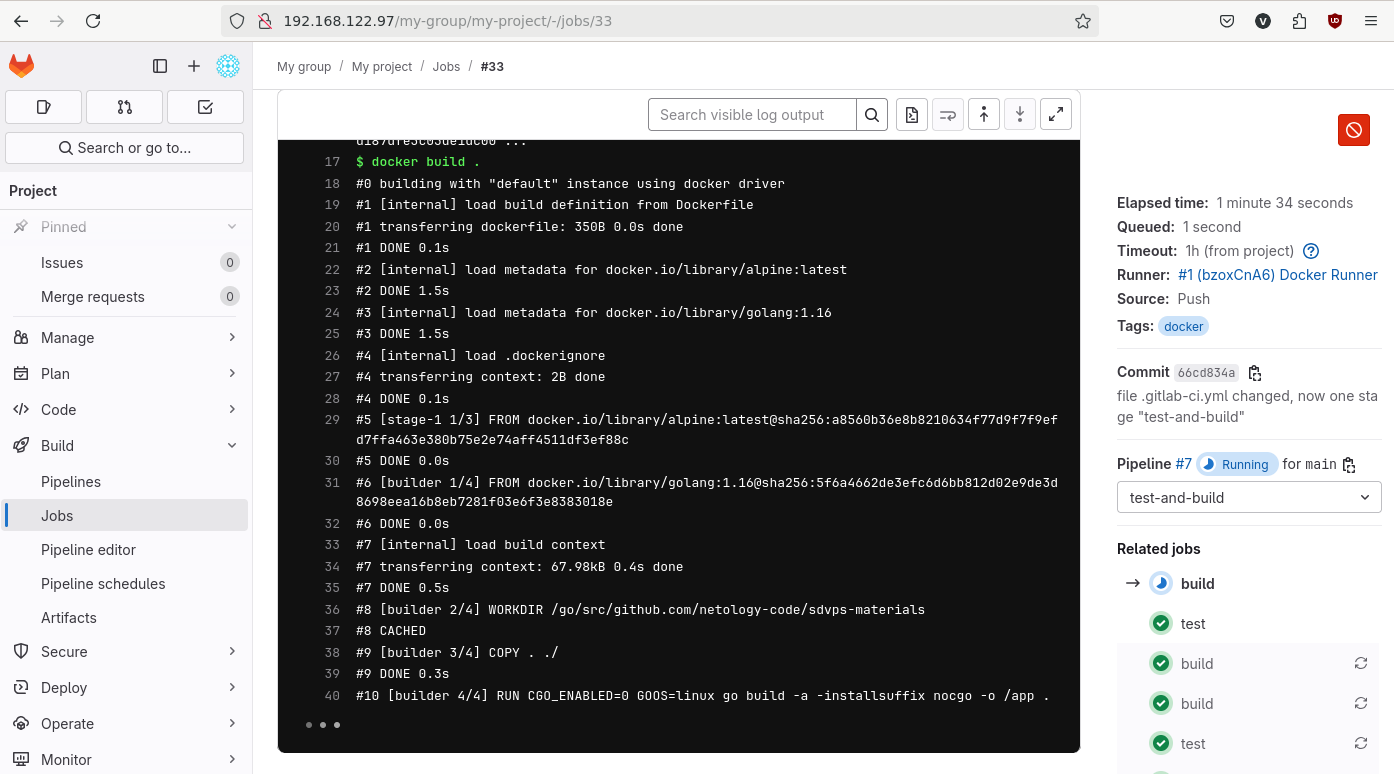 192.168.122.97/my-group/my-project/-/jobs/33
My group / My project / Jobs / #33
Search or go to...
Project
Pinned
Issues 0
Merge requests 0
Manage
Plan
Code
Build
Pipelines
Jobs
Pipeline editor
Pipeline schedules
Artifacts
Secure
Deploy
Operate
Monitor
Search visible log output
17 $ docker build .
18 #0 building with "default" instance using docker driver
19 #1 [internal] load build definition from Dockerfile
20 #1 transferring dockerfile: 350B 0.0s done
21 #1 DONE 0.1s
22 #2 [internal] load metadata for docker.io/library/alpine:latest
23 #2 DONE 1.5s
24 #3 [internal] load metadata for docker.io/library/golang:1.16
25 #3 DONE 1.5s
26 #4 [internal] load .dockerignore
27 #4 transferring context: 2B done
28 #4 DONE 0.1s
29 #5 [stage-1 1/3] FROM docker.io/library/alpine:latest@sha256:a8560b36e8b8210634f77d9f7f9ef
d7ffa463e380b75e2e74aff4511df3ef88c
30 #5 DONE 0.0s
31 #6 [builder 1/4] FROM docker.io/library/golang:1.16@sha256:5f6a4662de3efc6d6bb812d02e9de3d
8698eea16b8eb7281f03e6f3e8383018e
32 #6 DONE 0.0s
33 #7 [internal] load build context
34 #7 transferring context: 67.98kB 0.4s done
35 #7 DONE 0.5s
36 #8 [builder 2/4] WORKDIR /go/src/github.com/netology-code/sdvps-materials
37 #8 CACHED
38 #9 [builder 3/4] COPY . ./
39 #9 DONE 0.3s
40 #10 [builder 4/4] RUN CGO_ENABLED=0 GOOS=linux go build -a -installsuffix nocgo -o /app .
Elapsed time: 1 minute 34 seconds
Queued: 1 second
Timeout: 1h (from project)
Runner: #1 (bzoxCnA6) Docker Runner
Source: Push
Tags: docker
Commit 66cd834a
file .gitlab-ci.yml changed, now one sta
ge "test-and-build"
Pipeline #7 Running for main
test-and-build
Related jobs
build
test
build
build
test